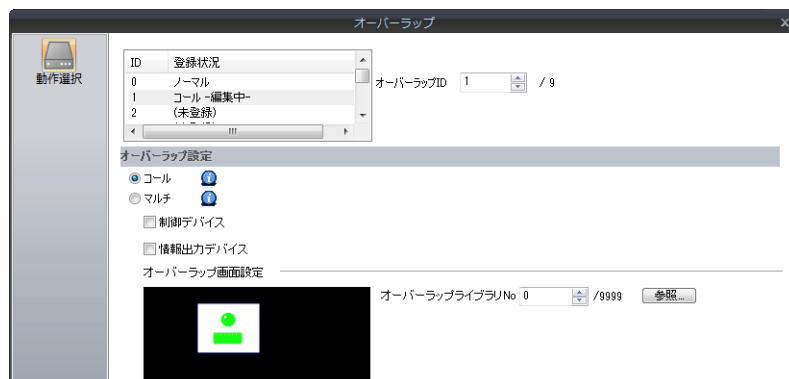 オーバーラップ
動作選択
ID 登録状況
0 ノーマル
1 コール -編集中-
2 (未登録)
オーバーラップID 1 / 9
オーバーラップ設定
コール
マルチ
制御デバイス
情報出力デバイス
オーバーラップ画面設定
オーバーラップライブラリNo 0 /9999 参照...